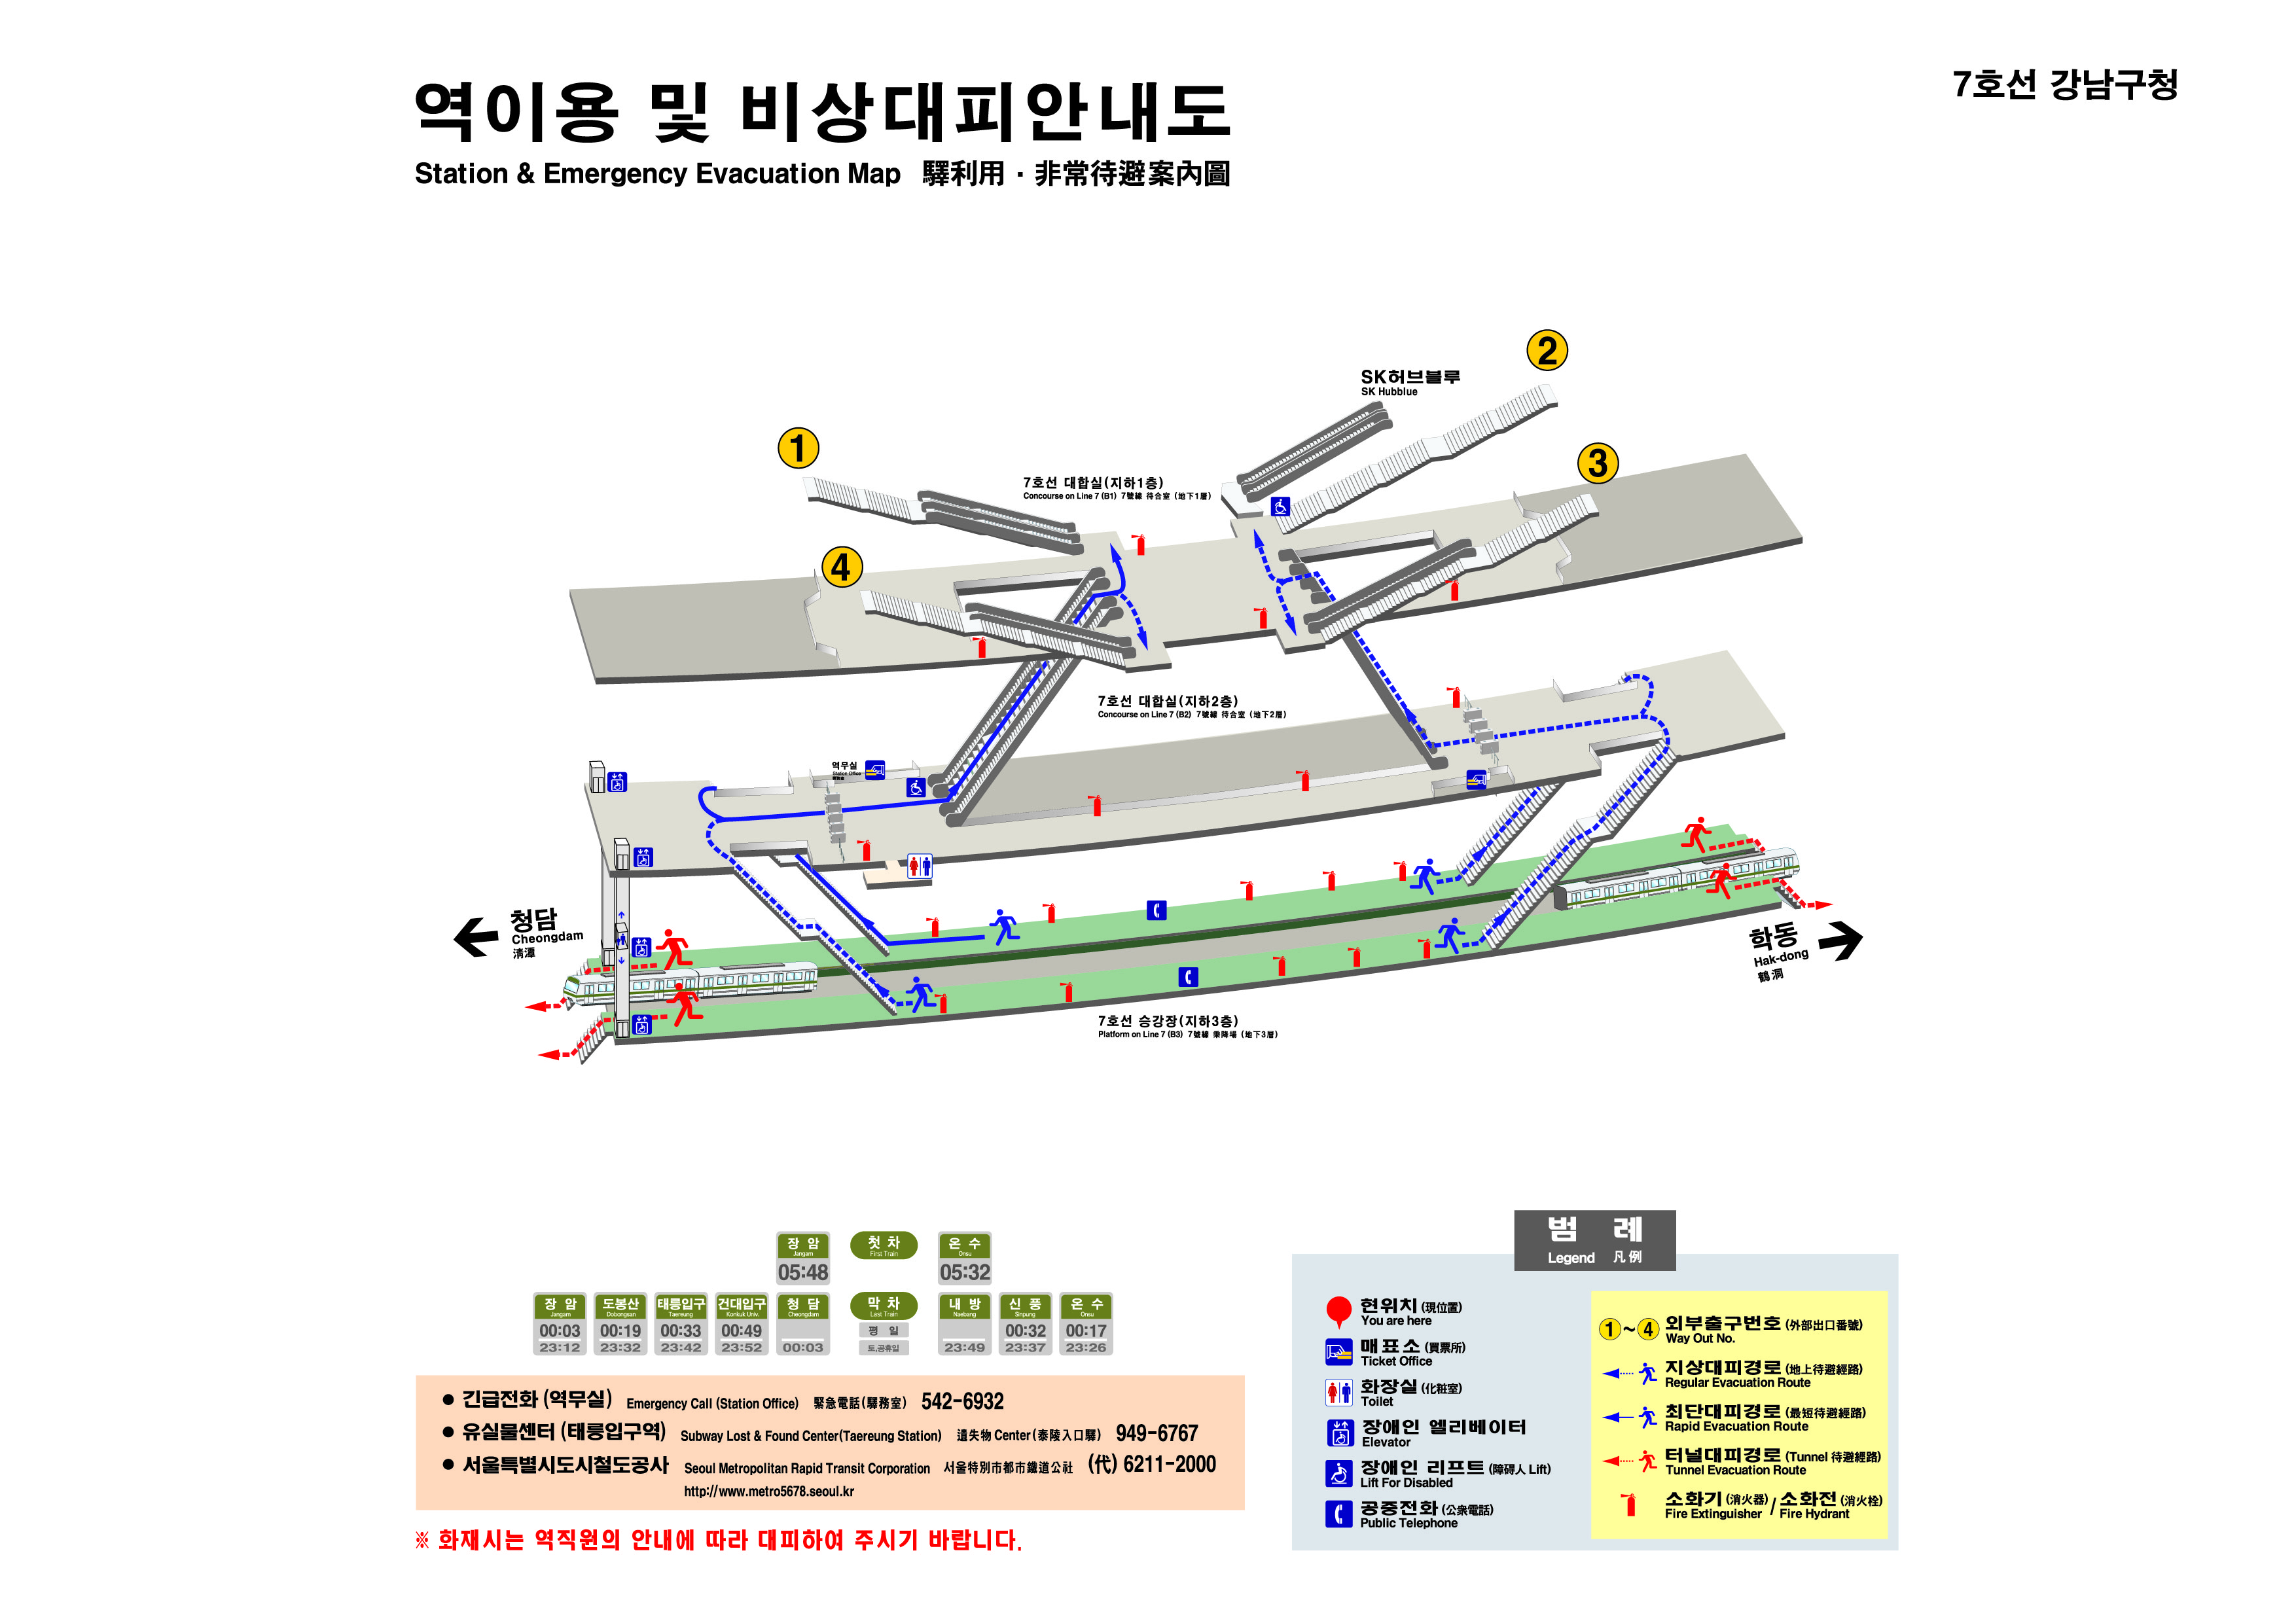 역이용 및 비상대피안내도
Station & Emergency Evacuation Map 驛利用 · 非常待避案內圖
7호선 강남구청
2
SK허브블루
SK Hubblue
1
3
7호선 대합실(지하1층)
Concourse on Line 7 (B1) 7號線 待合室 (地下1層)
4
7호선 대합실(지하2층)
Concourse on Line 7 (B2) 7號線 待合室 (地下2層)
역무실
Station Office
청담
Cheongdam
淸潭
학동
Hak-dong
鶴洞
7호선 승강장(지하3층)
Platform on Line 7 (B3) 7號線 乘降場 (地下3層)
장 암
Jangam
05:48
첫 차
First Train
온 수
Onsu
05:32
장 암
Jangam
00:03
23:12
도봉산
Dobongsan
00:19
23:32
태릉입구
Taereung
00:33
23:42
건대입구
Konkuk Univ.
00:49
23:52
청 담
Cheongdam
00:03
막 차
Last Train
평 일
토,공휴일
내 방
Naebang
23:49
신 풍
Sinpung
00:32
23:37
온 수
Onsu
00:17
23:26
● 긴급전화 (역무실) Emergency Call (Station Office) 緊急電話(驛務室) 542-6932
● 유실물센터 (태릉입구역) Subway Lost & Found Center(Taereung Station) 遺失物 Center (泰陵入口驛) 949-6767
● 서울특별시도시철도공사 Seoul Metropolitan Rapid Transit Corporation 서울特別市都市鐵道公社 (代) 6211-2000
http://www.metro5678.seoul.kr
※ 화재시는 역직원의 안내에 따라 대피하여 주시기 바랍니다.
범 례
Legend 凡例
현위치 (現位置)
You are here
매표소 (買票所)
Ticket Office
화장실 (化粧室)
Toilet
장애인 엘리베이터
Elevator
장애인 리프트 (障碍人 Lift)
Lift For Disabled
공중전화 (公衆電話)
Public Telephone
1 ~ 4 외부출구번호 (外部出口番號)
Way Out No.
지상대피경로 (地上待避經路)
Regular Evacuation Route
최단대피경로 (最短待避經路)
Rapid Evacuation Route
터널대피경로 (Tunnel 待避經路)
Tunnel Evacuation Route
소화기 (消火器) / 소화전 (消火栓)
Fire Extinguisher / Fire Hydrant